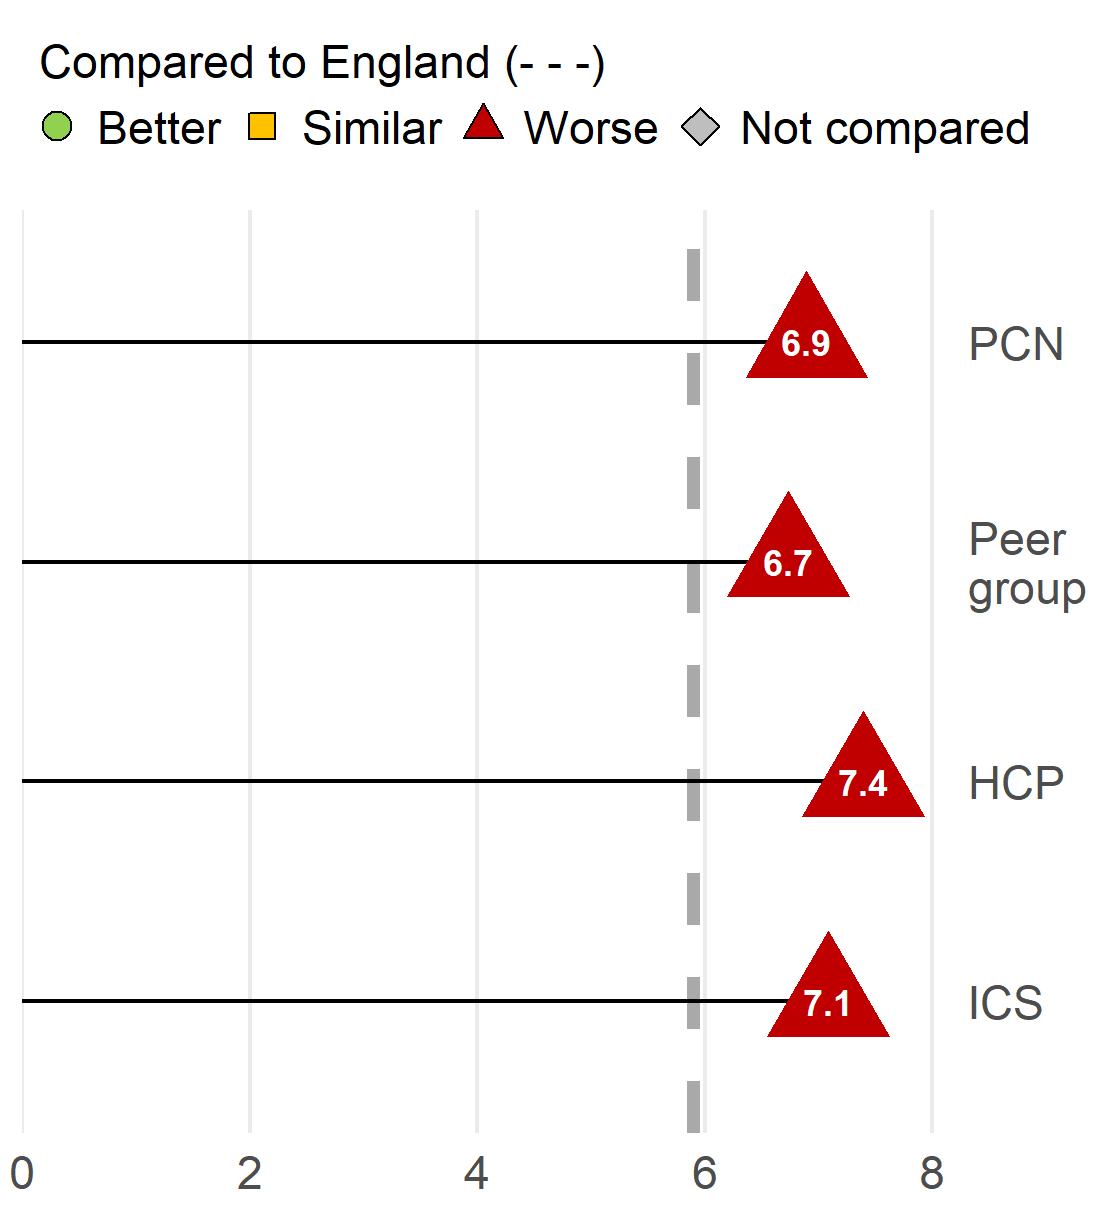 Compared to England (- - -)
Better Similar Worse Not compared
6.9 PCN
6.7 Peer
group
7.4 HCP
7.1 ICS
0 2 4 6 8